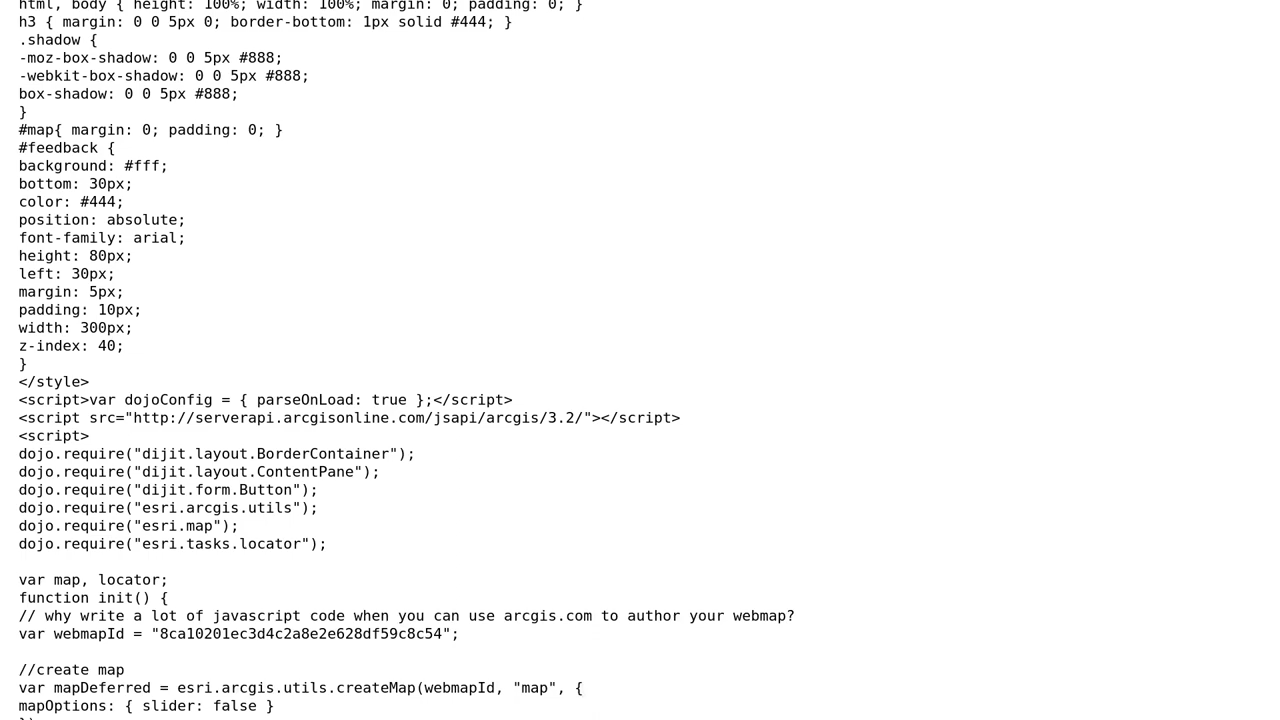 html, body { height: 100%; width: 100%; margin: 0; padding: 0; }
h3 { margin: 0 0 5px 0; border-bottom: 1px solid #444; }
.shadow {
-moz-box-shadow: 0 0 5px #888;
-webkit-box-shadow: 0 0 5px #888;
box-shadow: 0 0 5px #888;
}
#map{ margin: 0; padding: 0; }
#feedback {
background: #fff;
bottom: 30px;
color: #444;
position: absolute;
font-family: arial;
height: 80px;
left: 30px;
margin: 5px;
padding: 10px;
width: 300px;
z-index: 40;
}
</style>
<script>var dojoConfig = { parseOnLoad: true };</script>
<script src="http://serverapi.arcgisonline.com/jsapi/arcgis/3.2/"></script>
<script>
dojo.require("dijit.layout.BorderContainer");
dojo.require("dijit.layout.ContentPane");
dojo.require("dijit.form.Button");
dojo.require("esri.arcgis.utils");
dojo.require("esri.map");
dojo.require("esri.tasks.locator");

var map, locator;
function init() {
// why write a lot of javascript code when you can use arcgis.com to author your webmap?
var webmapId = "8ca10201ec3d4c2a8e2e628df59c8c54";

//create map
var mapDeferred = esri.arcgis.utils.createMap(webmapId, "map", {
mapOptions: { slider: false }